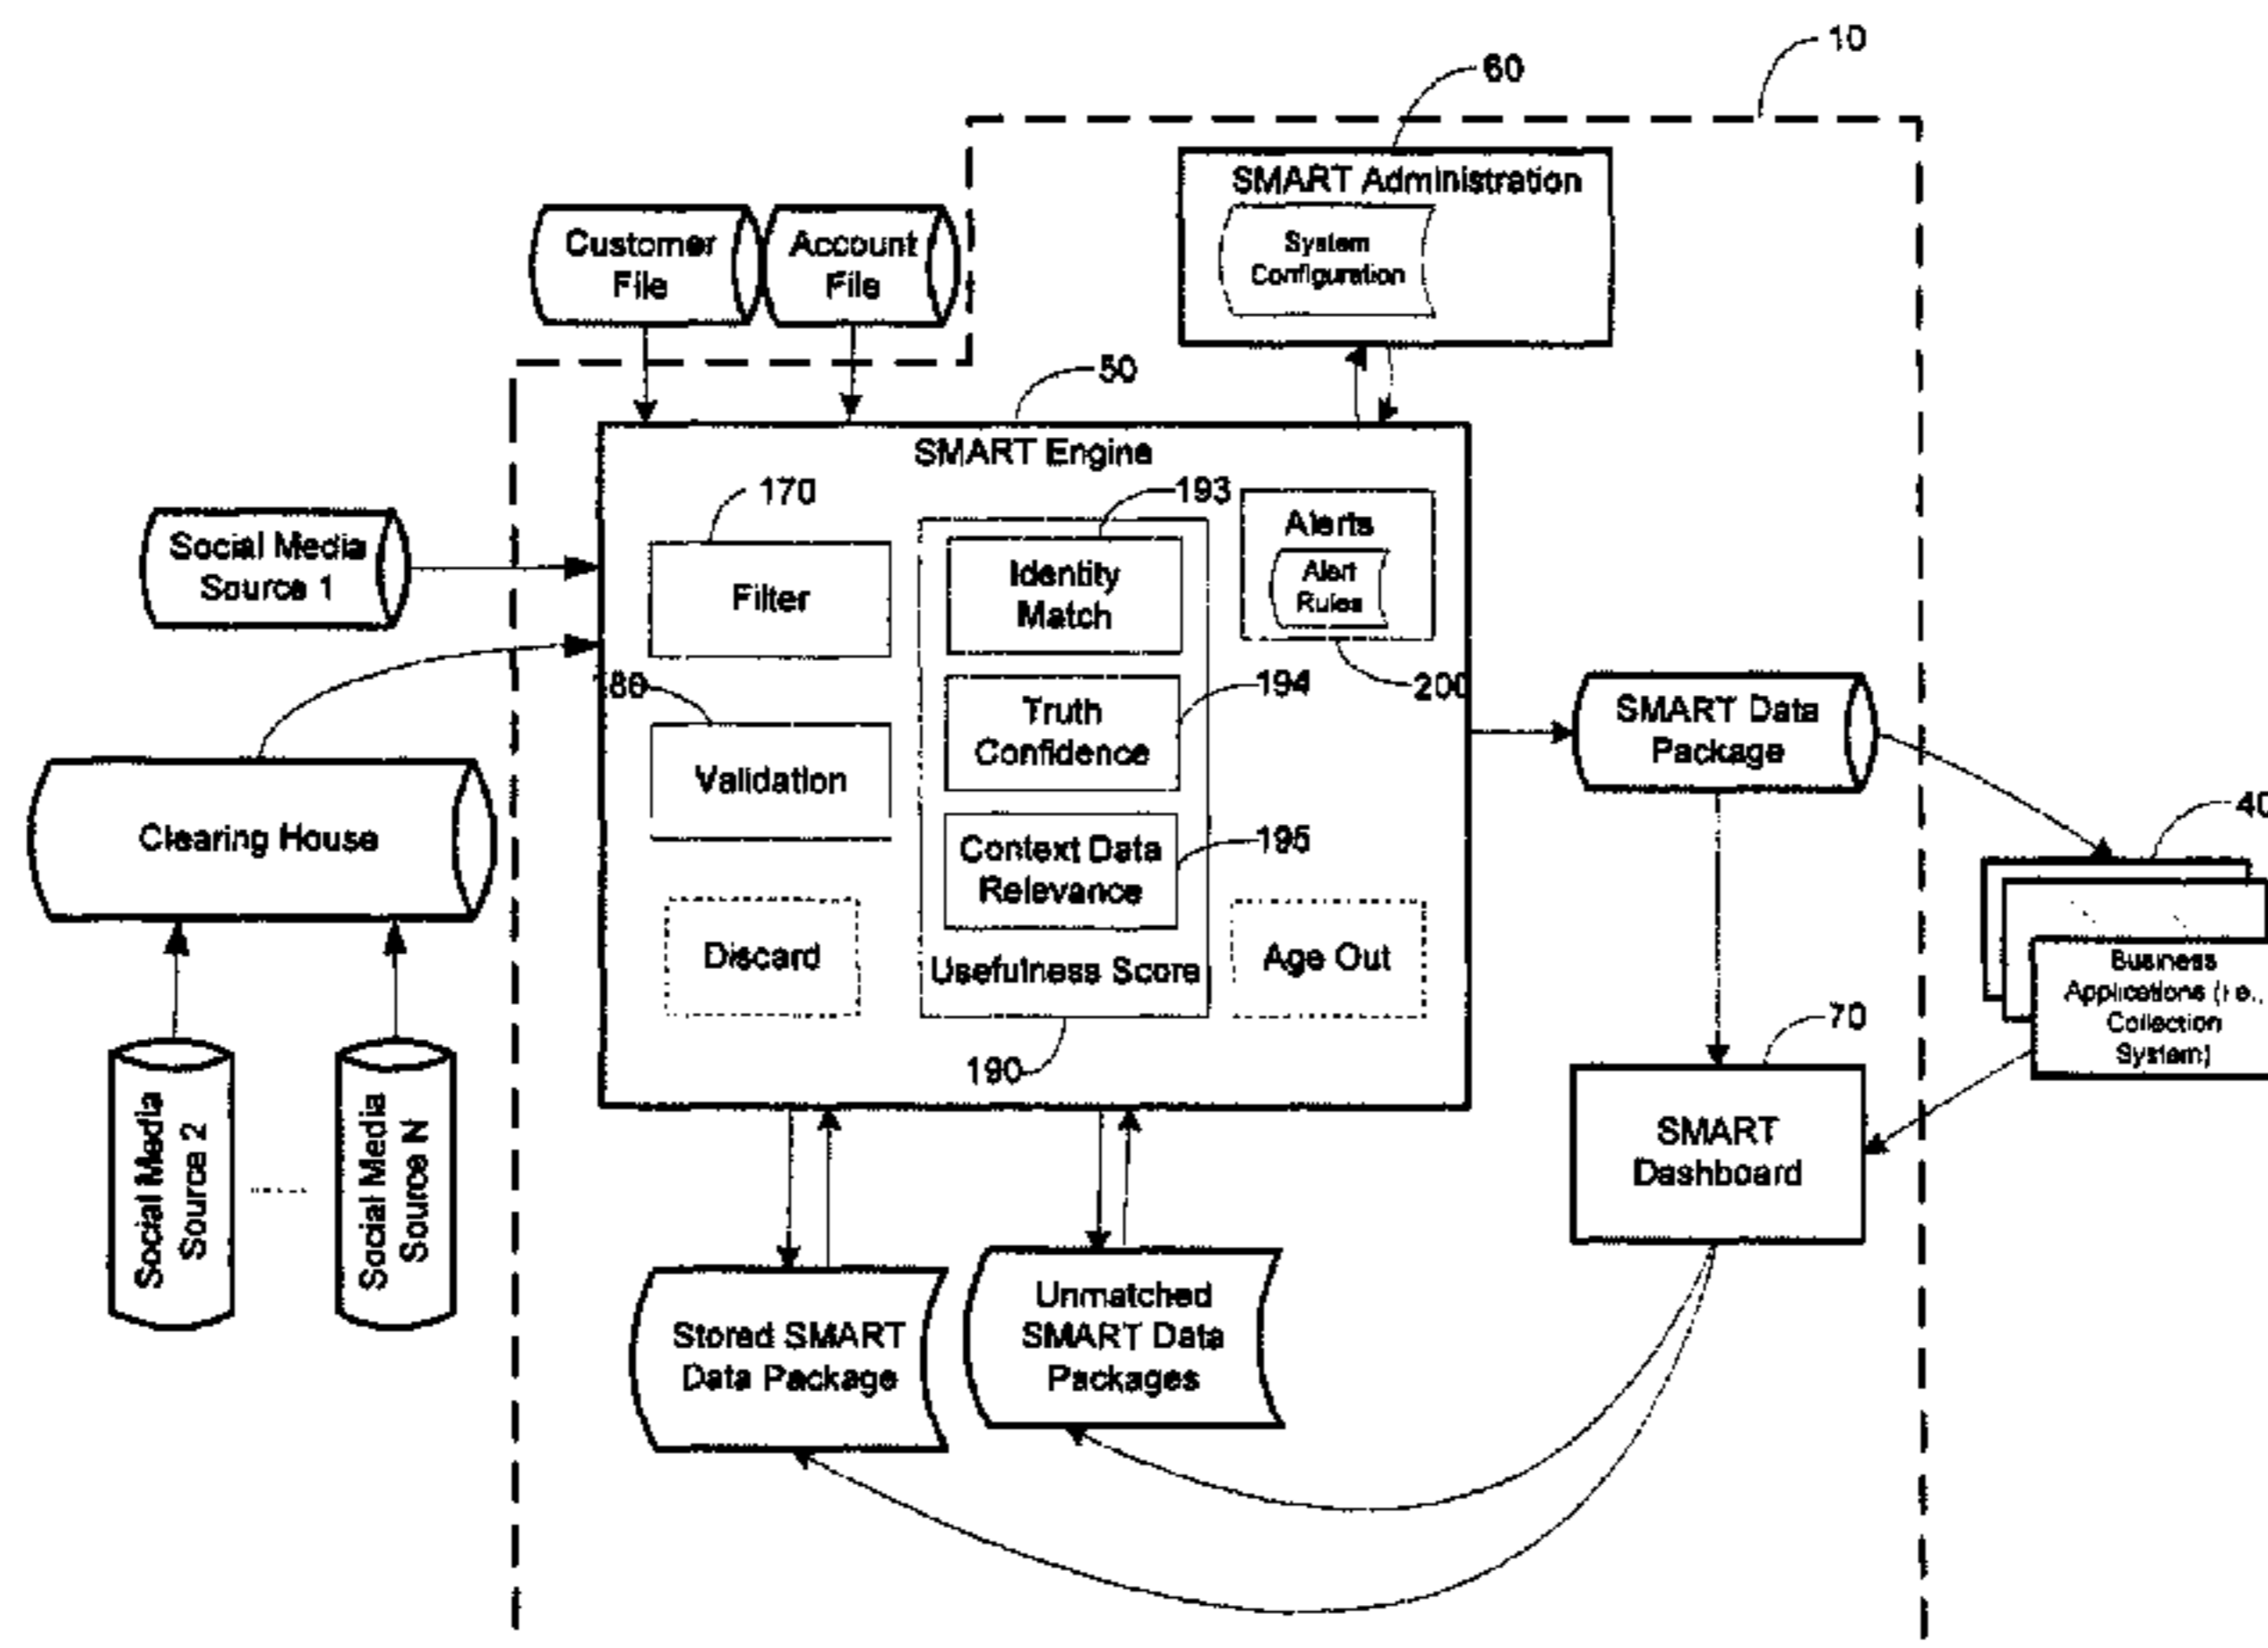 10
60
SMART Administration
System
Configuration
Customer
File
Account
File
50
SMART Engine
170
193
Alerts
Alert
Rules
Social Media
Source 1
Filter
Identity
Match
194
200
Truth
Confidence
SMART Data
Package
Validation
Clearing House
195
Context Data
Relevance
40
Discard
Usefulness Score
Age Out
Business
Applications (i.e.,
Collection
System)
190
70
Social Media
Source 2
Social Media
Source N
SMART
Dashboard
Stored SMART
Data Package
Unmatched
SMART Data
Packages